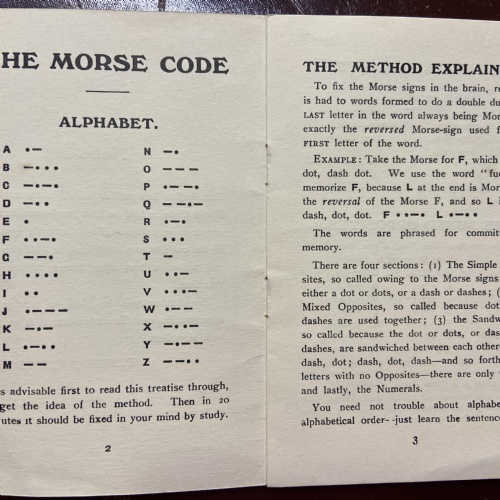 HE MORSE CODE
ALPHABET.
A •—
B —•••
C —•—•
D —••
E •
F ••—•
G ——•
H ••••
I ••
J •———
K —•—
L •—••
M ——
N —•
O ———
P •——•
Q ——•—
R •—•
S •••
T —
U ••—
V •••—
W •——
X —••—
Y —•——
Z ——••
s advisable first to read this treatise through,
get the idea of the method. Then in 20
utes it should be fixed in your mind by study.
2
THE METHOD EXPLAIN
To fix the Morse signs in the brain, re
is had to words formed to do a double du
LAST letter in the word always being Mor
exactly the reversed Morse-sign used f
FIRST letter of the word.
EXAMPLE: Take the Morse for F, which
dot, dash dot. We use the word "fue
memorize F, because L at the end is Mor
the reversal of the Morse F, and so L i
dash, dot, dot. F ••—• L •—••
The words are phrased for committ
memory.
There are four sections: (1) The Simple
sites, so called owing to the Morse signs
either a dot or dots, or a dash or dashes; (
Mixed Opposites, so called because dot
dashes are used together; (3) the Sandw
so called because the dot or dots, or das
dashes, are sandwiched between each othe
dash, dot; dash, dot, dash—and so forth
letters with no Opposites—there are only
and lastly, the Numerals.
You need not trouble about alphabe
alphabetical order--just learn the sentenc
3